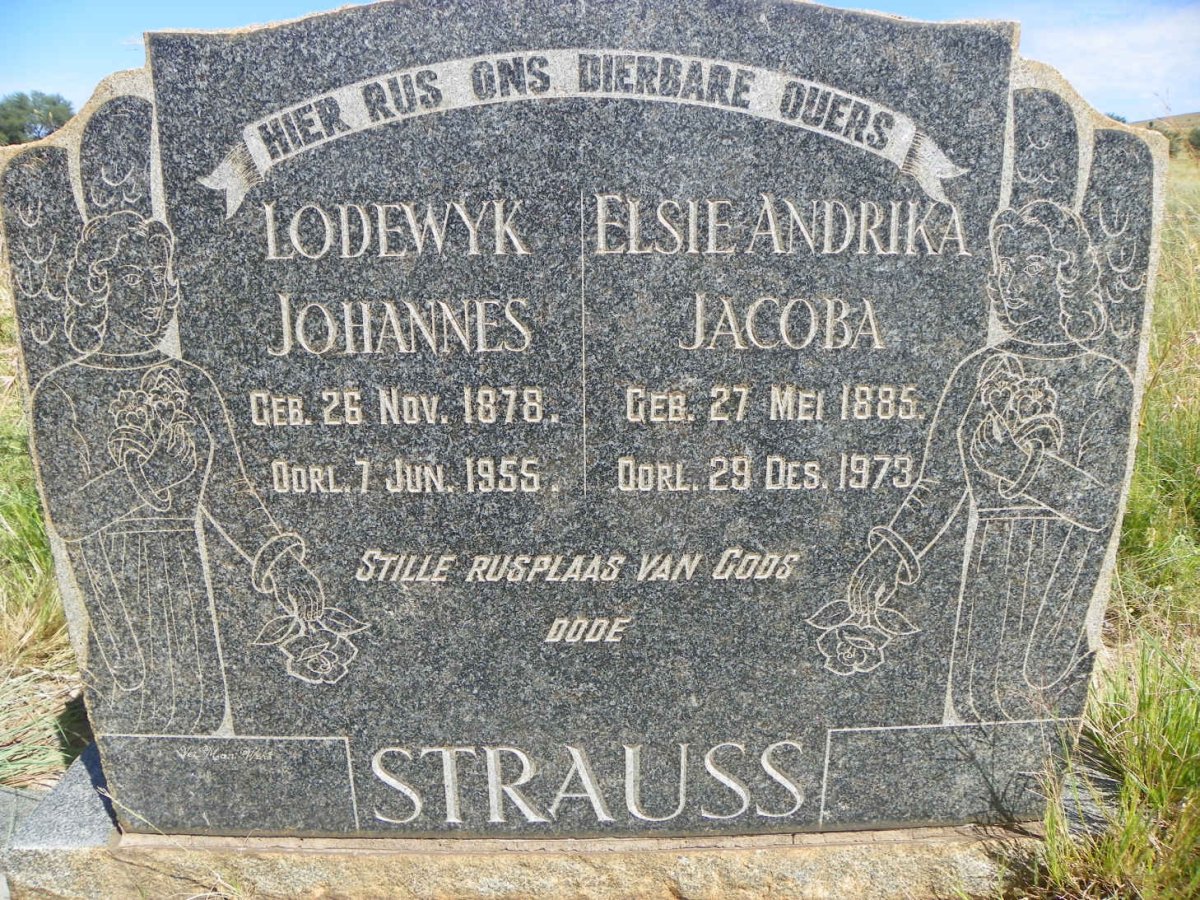 HIER RUS ONS DIERBARE OUERS
LODEWYK
JOHANNES
GEB. 26 NOV. 1878.
OORL. 7 JUN. 1955.
ELSIE ANDRIKA
JACOBA
GEB. 27 MEI 1885.
OORL. 29 DES. 1973.
STILLE RUSPLAAS VAN GODS
DODE
STRAUSS